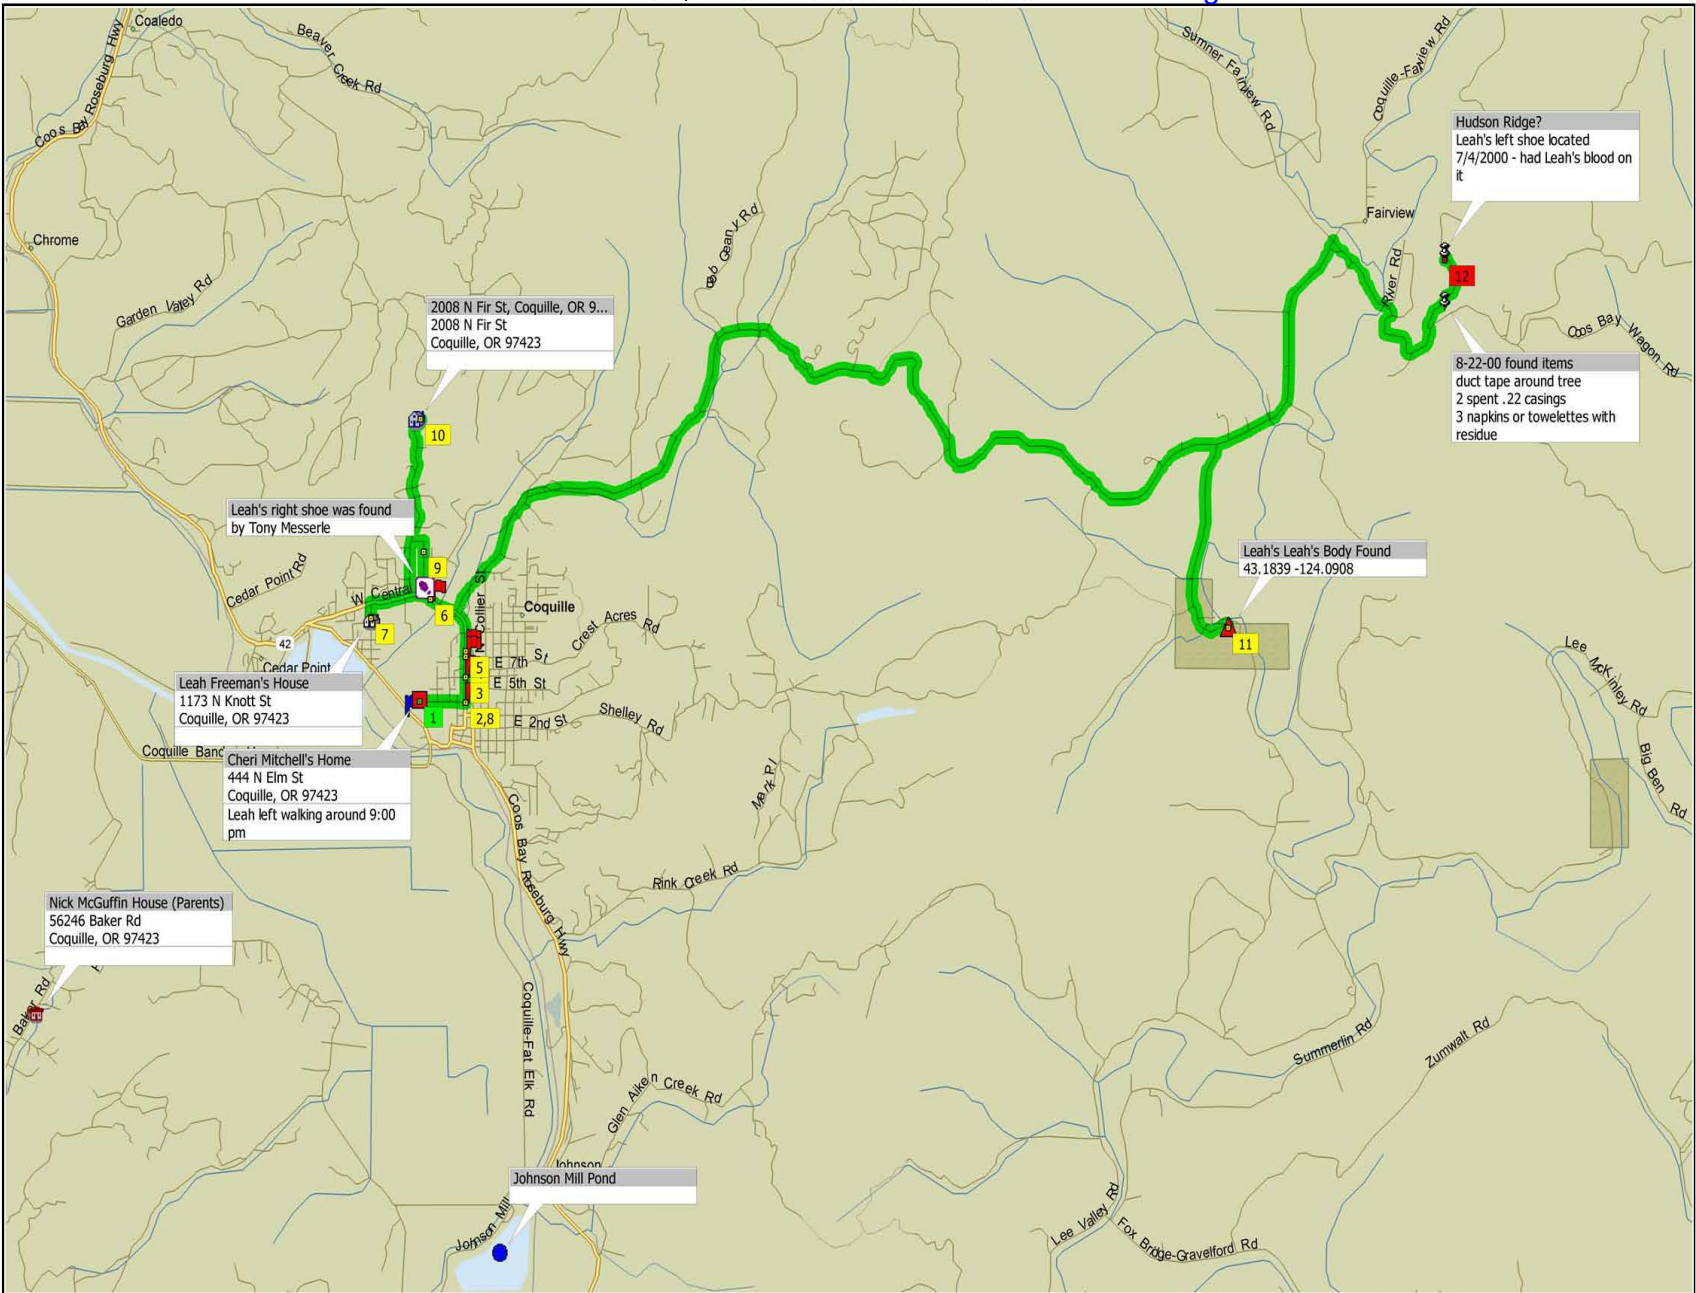 Coaledo
Coos Bay Roseburg Hwy
Beaver Creek Rd
Sumner Fairview Rd
Coquille-Fairview Rd
Hudson Ridge?
Leah's left shoe located
7/4/2000 - had Leah's blood on
it
Chrome
Fairview
Bob Geany Rd
River Rd
12
Garden Valley Rd
2008 N Fir St, Coquille, OR 9...
2008 N Fir St
Coquille, OR 97423
Coos Bay Wagon Rd
8-22-00 found items
duct tape around tree
2 spent .22 casings
3 napkins or towelettes with
residue
10
Leah's right shoe was found
by Tony Messerle
Leah's Leah's Body Found
43.1839 -124.0908
Cedar Point Rd
9
W Central
6
N Collier St
Coquille
Crest Acres Rd
7
42
Cedar Point
11
5
E 7th St
E 5th St
3
Lee McKinley Rd
Leah Freeman's House
1173 N Knott St
Coquille, OR 97423
1
2,8
E 2nd St
Shelley Rd
Coquille Bandon
Cheri Mitchell's Home
444 N Elm St
Coquille, OR 97423
Leah left walking around 9:00
pm
Mark Pl
Big Ben Rd
Coos Bay Roseburg Hwy
Rink Creek Rd
Nick McGuffin House (Parents)
56246 Baker Rd
Coquille, OR 97423
Baker Rd
Coquille-Fat Elk Rd
Summerlin Rd
Zumwalt Rd
Glen Aiken Creek Rd
Johnson
Johnson Mill Pond
Johnson Mill
Lee Valley Rd
Fox Bridge-Gravelford Rd